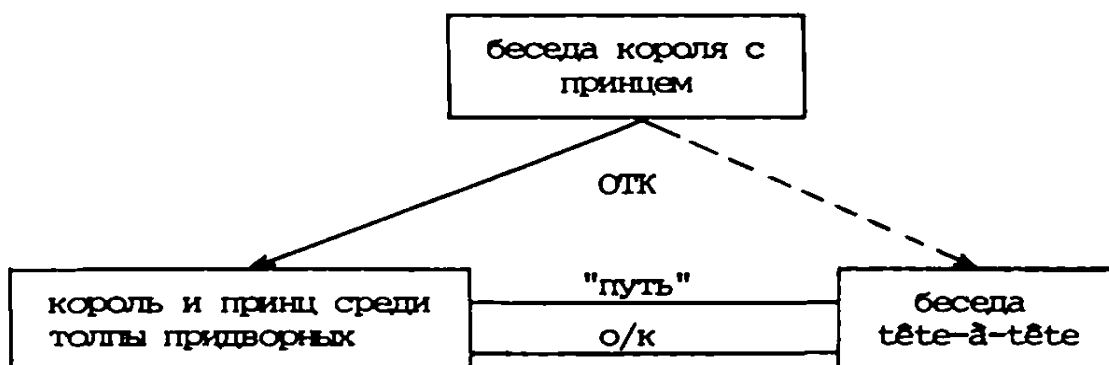 беседа короля с
принцем
ОТК
король и принц среди
толпы придворных
"путь"
о/к
беседа
tête-à-tête